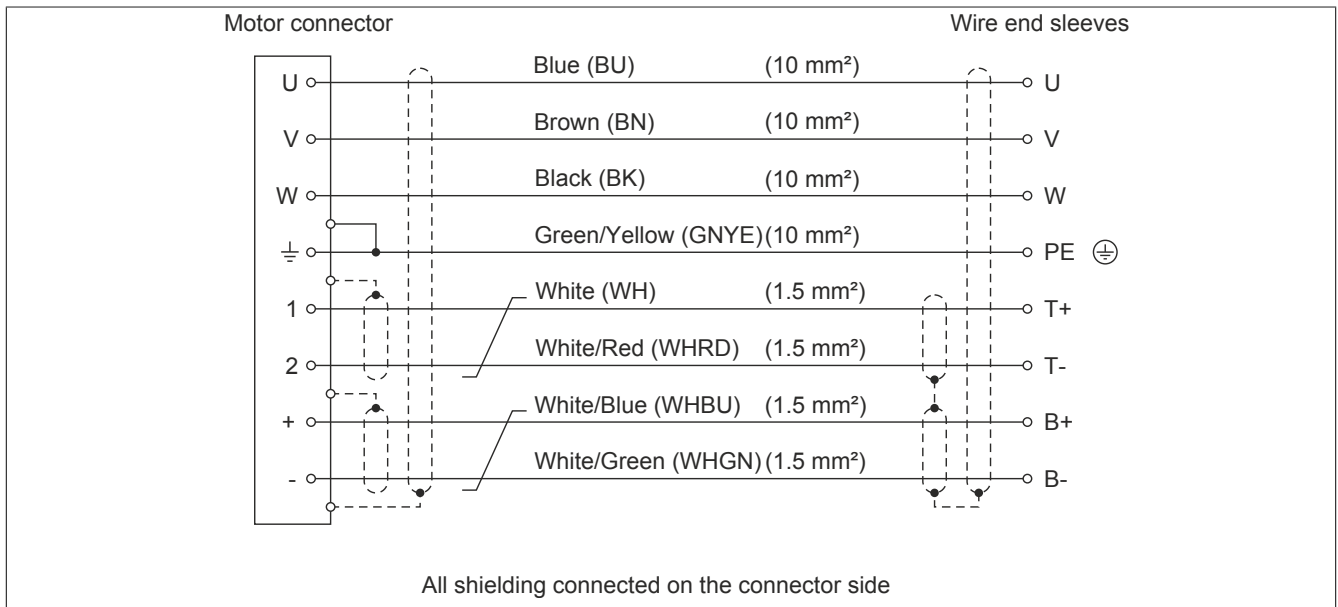 Motor connector Wire end sleeves
U Blue (BU) (10 mm²) U
V Brown (BN) (10 mm²) V
W Black (BK) (10 mm²) W
Green/Yellow (GNYE) (10 mm²) PE
1 White (WH) (1.5 mm²) T+
2 White/Red (WHRD) (1.5 mm²) T-
+ White/Blue (WHBU) (1.5 mm²) B+
- White/Green (WHGN) (1.5 mm²) B-
All shielding connected on the connector side